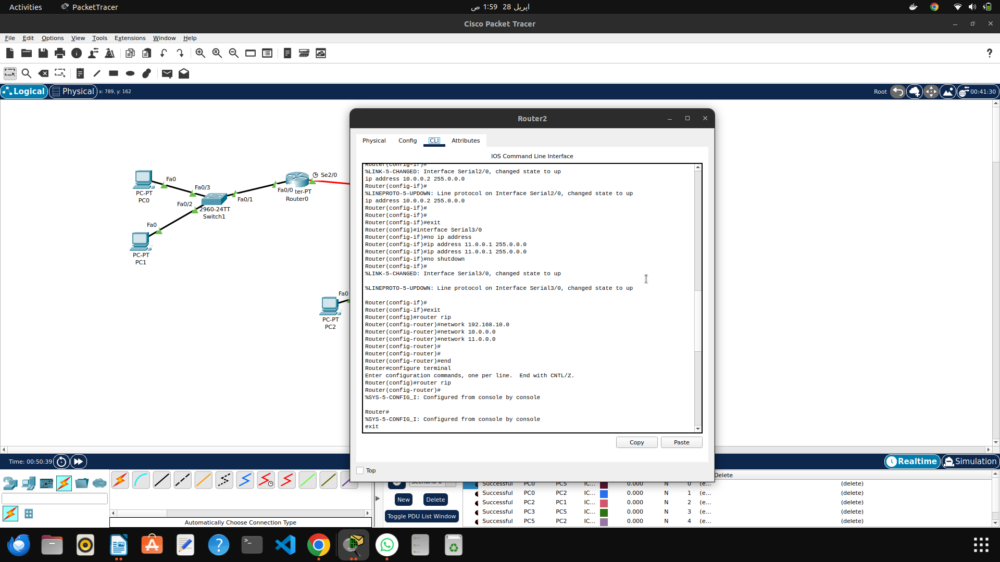 Activities
PacketTracer
اپریل 28 1:59 ص
Cisco Packet Tracer
File Edit Options View Tools Extensions Window Help
?
Logical
Physical
x: 789, y: 162
Root
00:41:30
Fa0
PC-PT
PC0
Fa0/3
Fa0/2
Fa0/1
2960-24TT
Switch1
Fa0
PC-PT
PC1
Se2/0
Fa0/0
ter-PT
Router0
Fa0
PC-PT
PC2
Router2
Physical Config CLI Attributes
IOS Command Line Interface
Router(config-if)#
%LINK-5-CHANGED: Interface Serial2/0, changed state to up
ip address 10.0.0.2 255.0.0.0
Router(config-if)#
%LINEPROTO-5-UPDOWN: Line protocol on Interface Serial2/0, changed state to up
ip address 10.0.0.2 255.0.0.0
Router(config-if)#
Router(config-if)#
Router(config-if)#exit
Router(config)#interface Serial3/0
Router(config-if)#no ip address
Router(config-if)#ip address 11.0.0.1 255.0.0.0
Router(config-if)#ip address 11.0.0.1 255.0.0.0
Router(config-if)#no shutdown
Router(config-if)#
%LINK-5-CHANGED: Interface Serial3/0, changed state to up
%LINEPROTO-5-UPDOWN: Line protocol on Interface Serial3/0, changed state to up
Router(config-if)#
Router(config-if)#exit
Router(config)#router rip
Router(config-router)#network 192.168.10.0
Router(config-router)#network 10.0.0.0
Router(config-router)#network 11.0.0.0
Router(config-router)#
Router(config-router)#
Router(config-router)#end
Router#configure terminal
Enter configuration commands, one per line.  End with CNTL/Z.
Router(config)#router rip
Router(config-router)#
%SYS-5-CONFIG_I: Configured from console by console
Router#
%SYS-5-CONFIG_I: Configured from console by console
exit
Copy Paste
Top
Time: 00:50:39
Realtime
Simulation
Automatically Choose Connection Type
New Delete
Toggle PDU List Window
Delete
Successful PC0 PC5 IC... 0.000 N 0 (e... (delete)
Successful PC0 PC2 IC... 0.000 N 1 (e... (delete)
Successful PC2 PC1 IC... 0.000 N 2 (e... (delete)
Successful PC3 PC5 IC... 0.000 N 3 (e... (delete)
Successful PC5 PC2 IC... 0.000 N 4 (e... (delete)